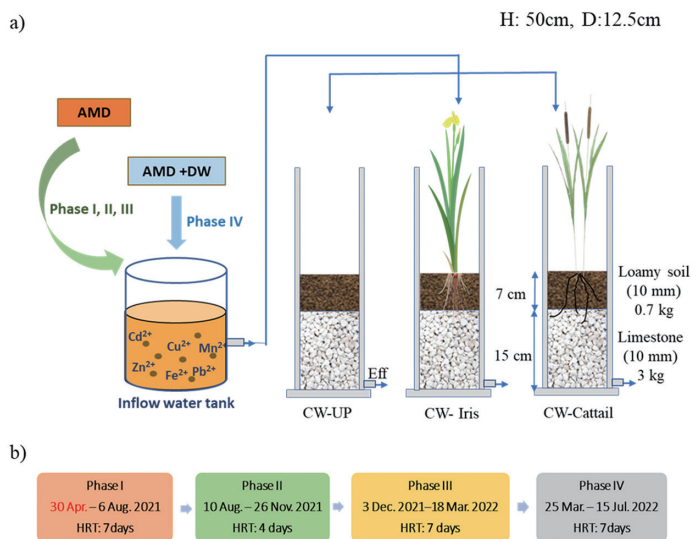 a)
H: 50cm, D:12.5cm
AMD
AMD +DW
Phase I, II, III
Phase IV
Cd²⁺
Cu²⁺
Mn²⁺
Zn²⁺
Fe²⁺
Pb²⁺
Inflow water tank
7 cm
15 cm
Loamy soil
(10 mm)
0.7 kg
Limestone
(10 mm)
3 kg
Eff
CW-UP
CW- Iris
CW-Cattail
b)
Phase I
30 Apr. – 6 Aug. 2021
HRT: 7days
Phase II
10 Aug. – 26 Nov. 2021
HRT: 4 days
Phase III
3 Dec. 2021–18 Mar. 2022
HRT: 7 days
Phase IV
25 Mar. – 15 Jul. 2022
HRT: 7days